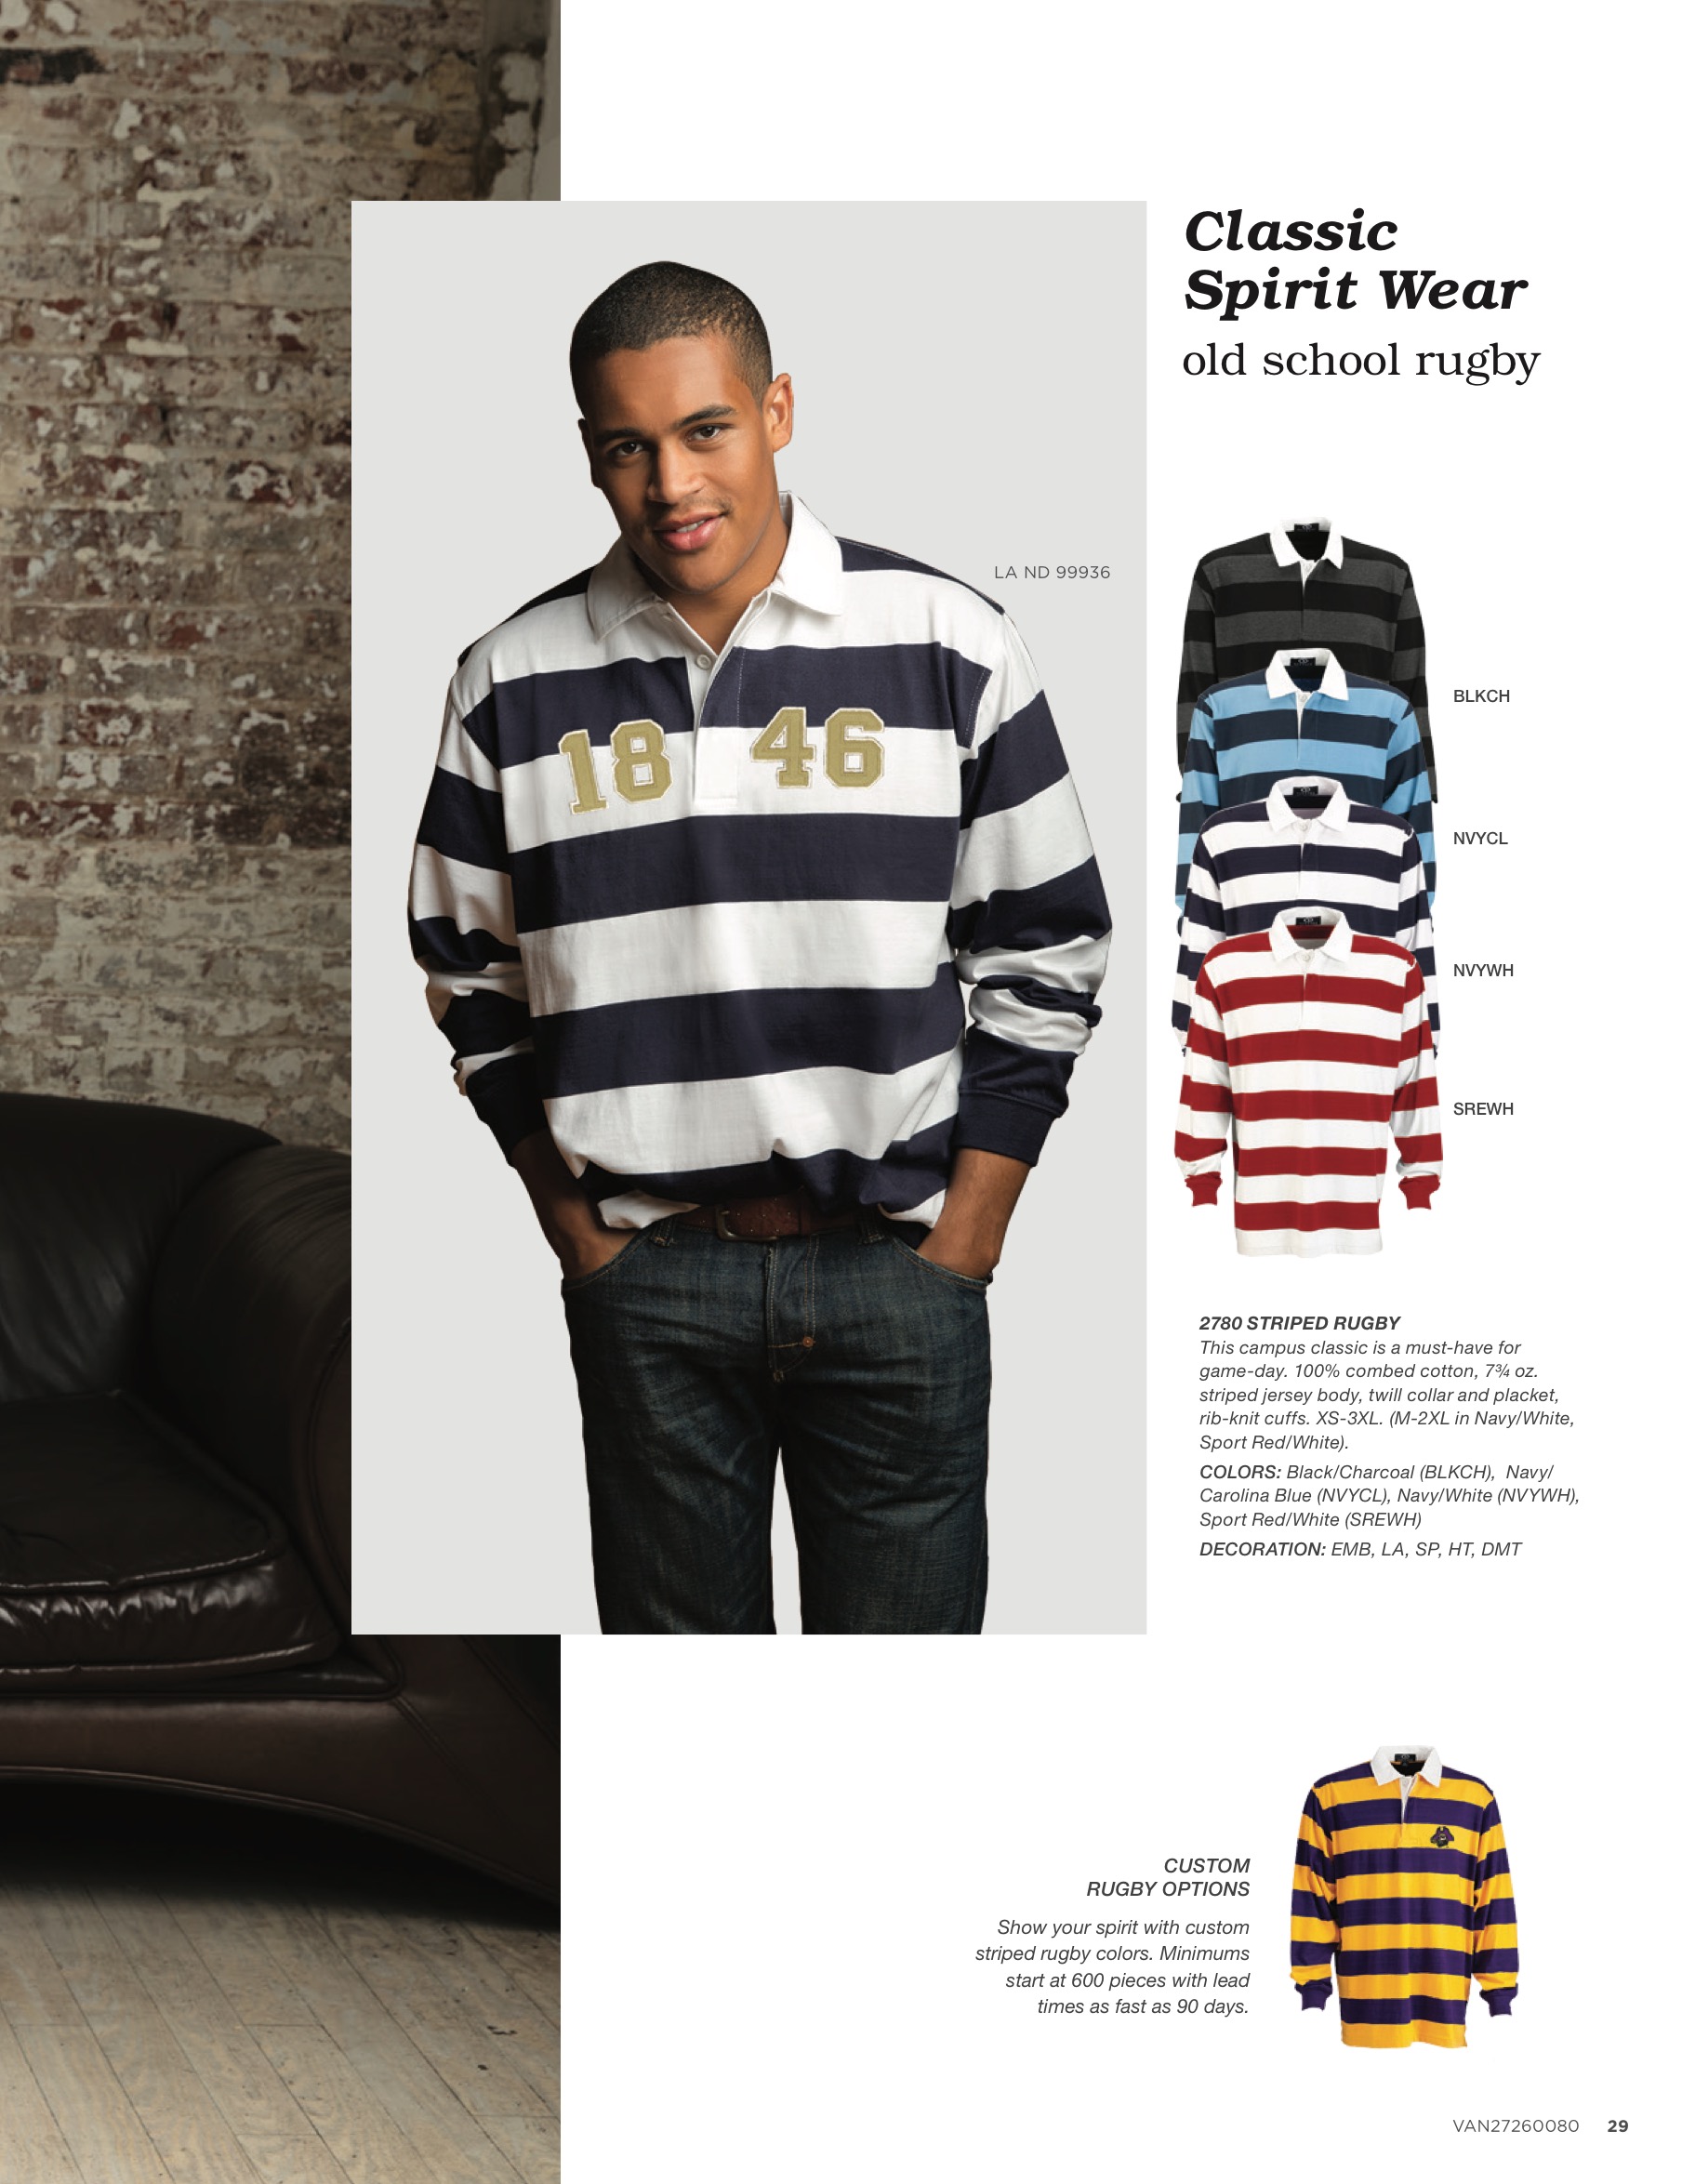 Classic
Spirit Wear
old school rugby
LA ND 99936
18 46
BLKCH
NVYCL
NVYWH
SREWH
2780 STRIPED RUGBY
This campus classic is a must-have for
game-day. 100% combed cotton, 7¾ oz.
striped jersey body, twill collar and placket,
rib-knit cuffs. XS-3XL. (M-2XL in Navy/White,
Sport Red/White).
COLORS: Black/Charcoal (BLKCH), Navy/
Carolina Blue (NVYCL), Navy/White (NVYWH),
Sport Red/White (SREWH)
DECORATION: EMB, LA, SP, HT, DMT
CUSTOM
RUGBY OPTIONS
Show your spirit with custom
striped rugby colors. Minimums
start at 600 pieces with lead
times as fast as 90 days.
VAN27260080 29